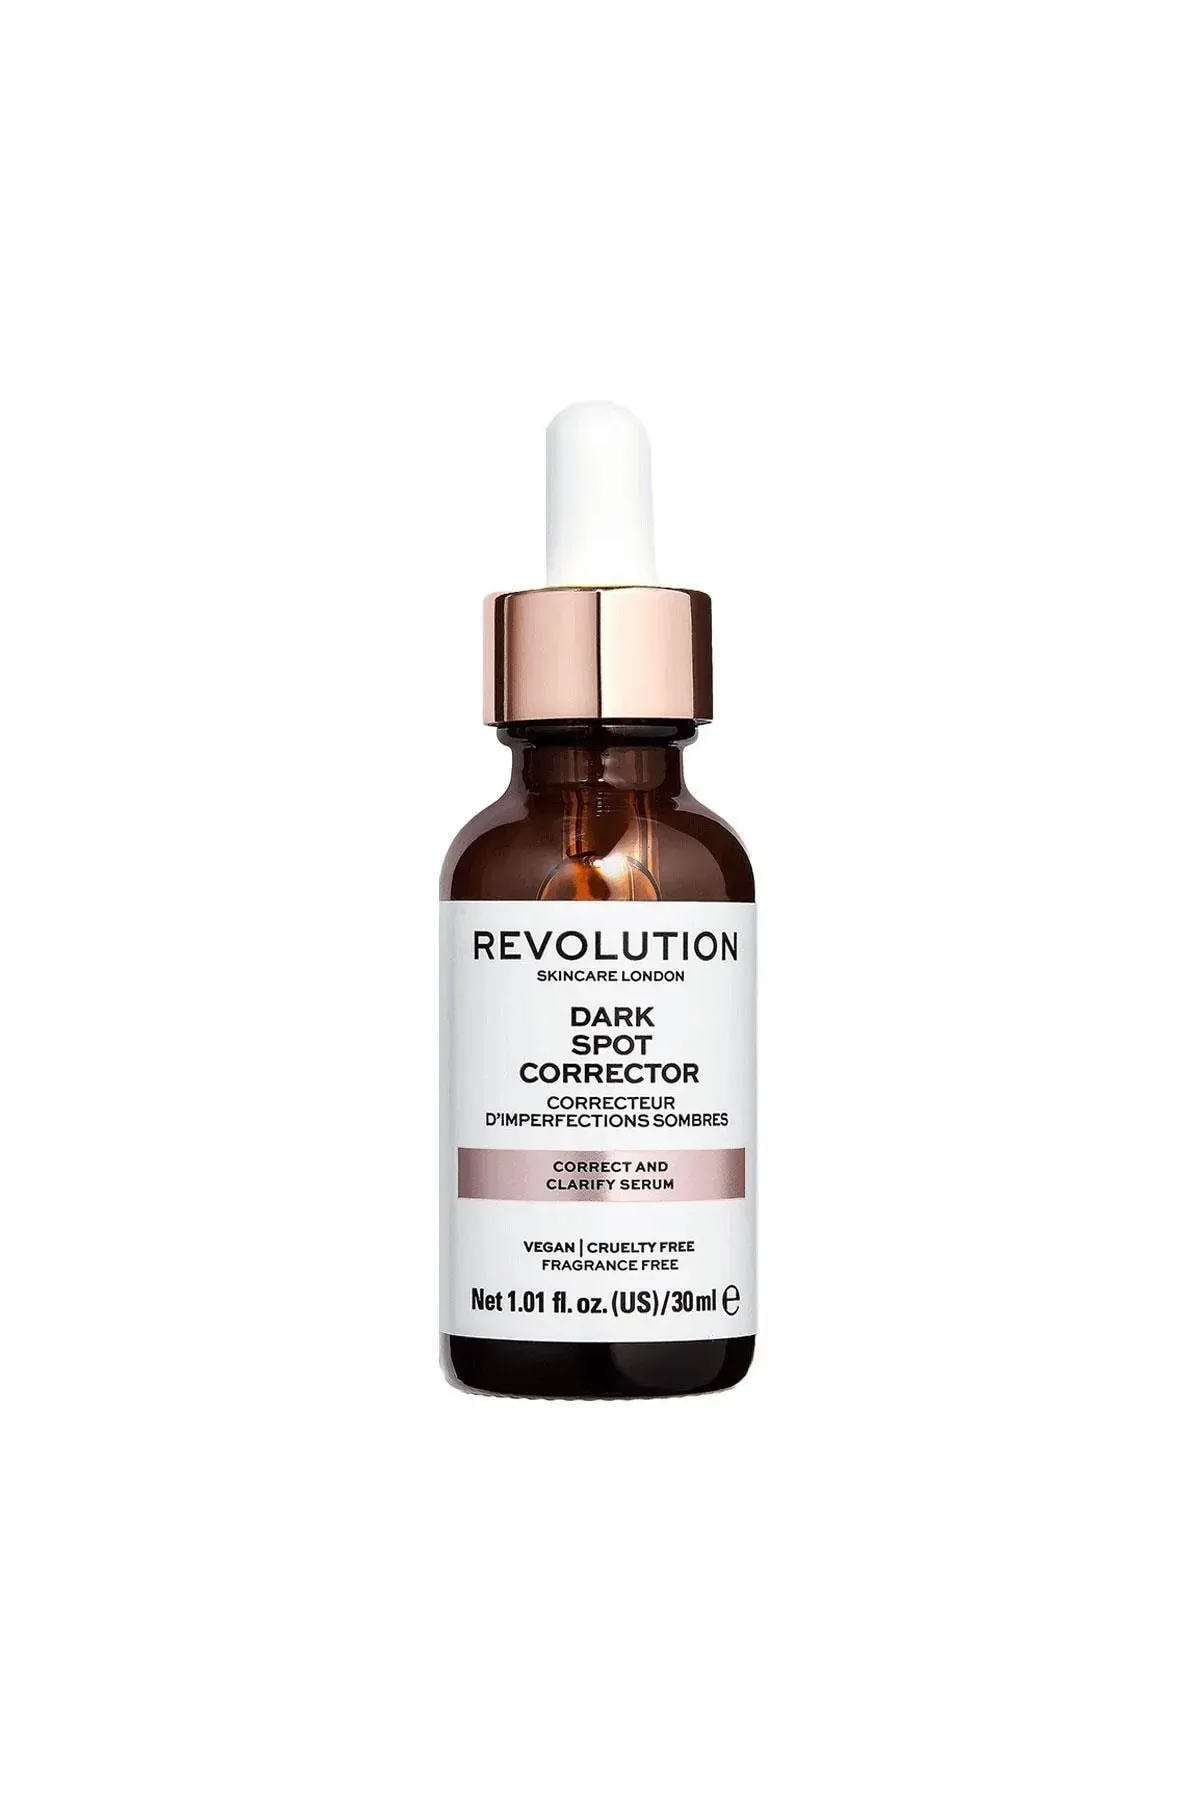 REVOLUTION
SKINCARE LONDON
DARK
SPOT
CORRECTOR
CORRECTEUR
D'IMPERFECTIONS SOMBRES
CORRECT AND
CLARIFY SERUM
VEGAN | CRUELTY FREE
FRAGRANCE FREE
Net 1.01 fl. oz. (US)/30ml ℮